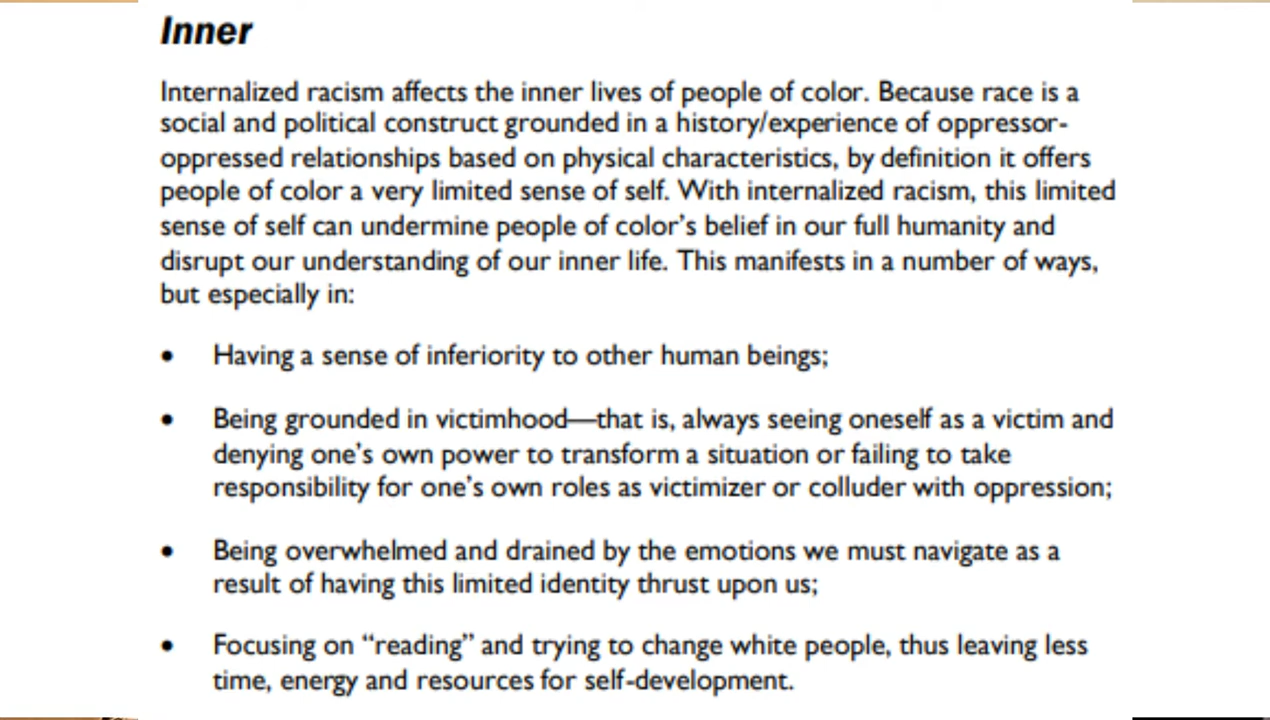 Inner
Internalized racism affects the inner lives of people of color. Because race is a
social and political construct grounded in a history/experience of oppressor-
oppressed relationships based on physical characteristics, by definition it offers
people of color a very limited sense of self. With internalized racism, this limited
sense of self can undermine people of color's belief in our full humanity and
disrupt our understanding of our inner life. This manifests in a number of ways,
but especially in:
• Having a sense of inferiority to other human beings;
• Being grounded in victimhood—that is, always seeing oneself as a victim and
denying one's own power to transform a situation or failing to take
responsibility for one's own roles as victimizer or colluder with oppression;
• Being overwhelmed and drained by the emotions we must navigate as a
result of having this limited identity thrust upon us;
• Focusing on “reading” and trying to change white people, thus leaving less
time, energy and resources for self-development.